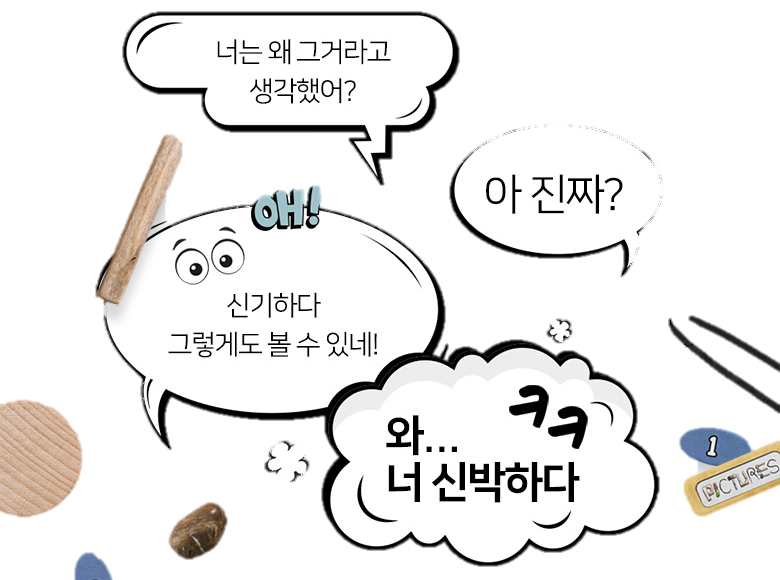 너는 왜 그거라고
생각했어?
아 진짜?
OH!
신기하다
그렇게도 볼 수 있네!
ㅋㅋ
와...
너 신박하다
1
PICTURES